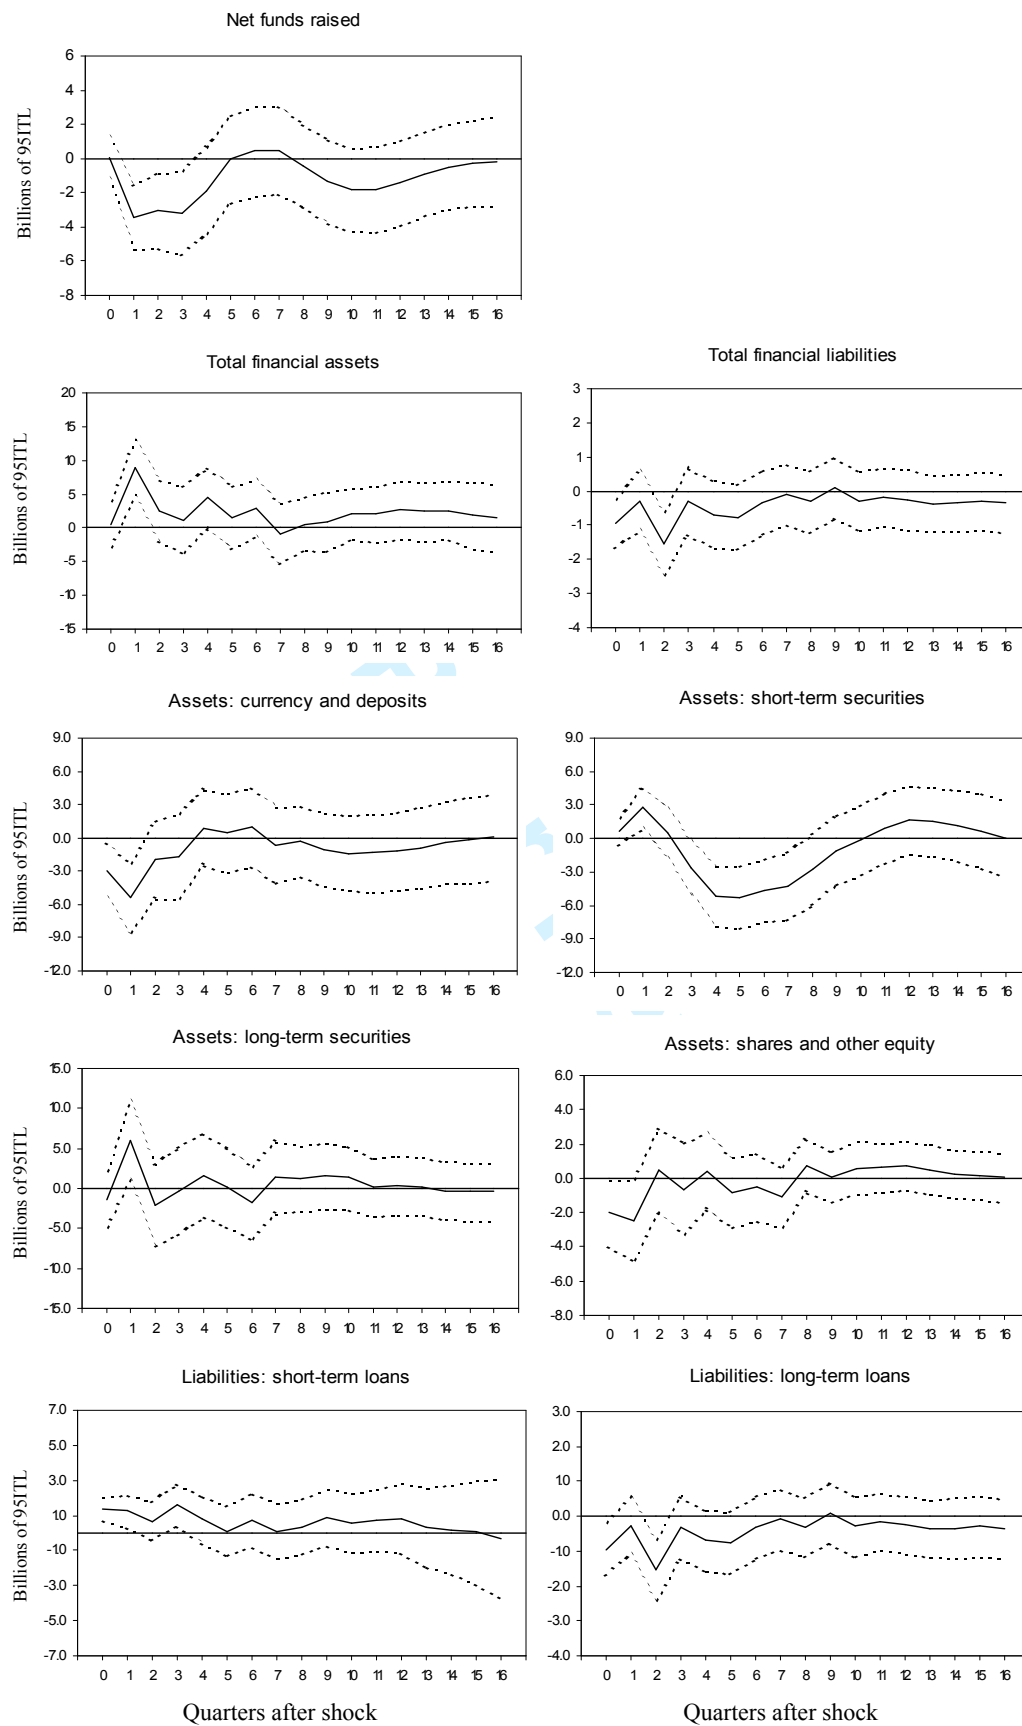 Net funds raised
Billions of 95ITL
6
4
2
0
-2
-4
-6
-8
0 1 2 3 4 5 6 7 8 9 10 11 12 13 14 15 16
Total financial assets
Billions of 95ITL
20
15
10
5
0
-5
-10
-15
0 1 2 3 4 5 6 7 8 9 10 11 12 13 14 15 16
Total financial liabilities
3
2
1
0
-1
-2
-3
-4
0 1 2 3 4 5 6 7 8 9 10 11 12 13 14 15 16
Assets: currency and deposits
Billions of 95ITL
9.0
6.0
3.0
0.0
-3.0
-6.0
-9.0
-12.0
0 1 2 3 4 5 6 7 8 9 10 11 12 13 14 15 16
Assets: short-term securities
9.0
6.0
3.0
0.0
-3.0
-6.0
-9.0
-12.0
0 1 2 3 4 5 6 7 8 9 10 11 12 13 14 15 16
Assets: long-term securities
Billions of 95ITL
15.0
10.0
5.0
0.0
-5.0
-10.0
-15.0
0 1 2 3 4 5 6 7 8 9 10 11 12 13 14 15 16
Assets: shares and other equity
6.0
4.0
2.0
0.0
-2.0
-4.0
-6.0
-8.0
0 1 2 3 4 5 6 7 8 9 10 11 12 13 14 15 16
Liabilities: short-term loans
Billions of 95ITL
7.0
5.0
3.0
1.0
-1.0
-3.0
-5.0
-7.0
0 1 2 3 4 5 6 7 8 9 10 11 12 13 14 15 16
Quarters after shock
Liabilities: long-term loans
3.0
2.0
1.0
0.0
-1.0
-2.0
-3.0
-4.0
0 1 2 3 4 5 6 7 8 9 10 11 12 13 14 15 16
Quarters after shock